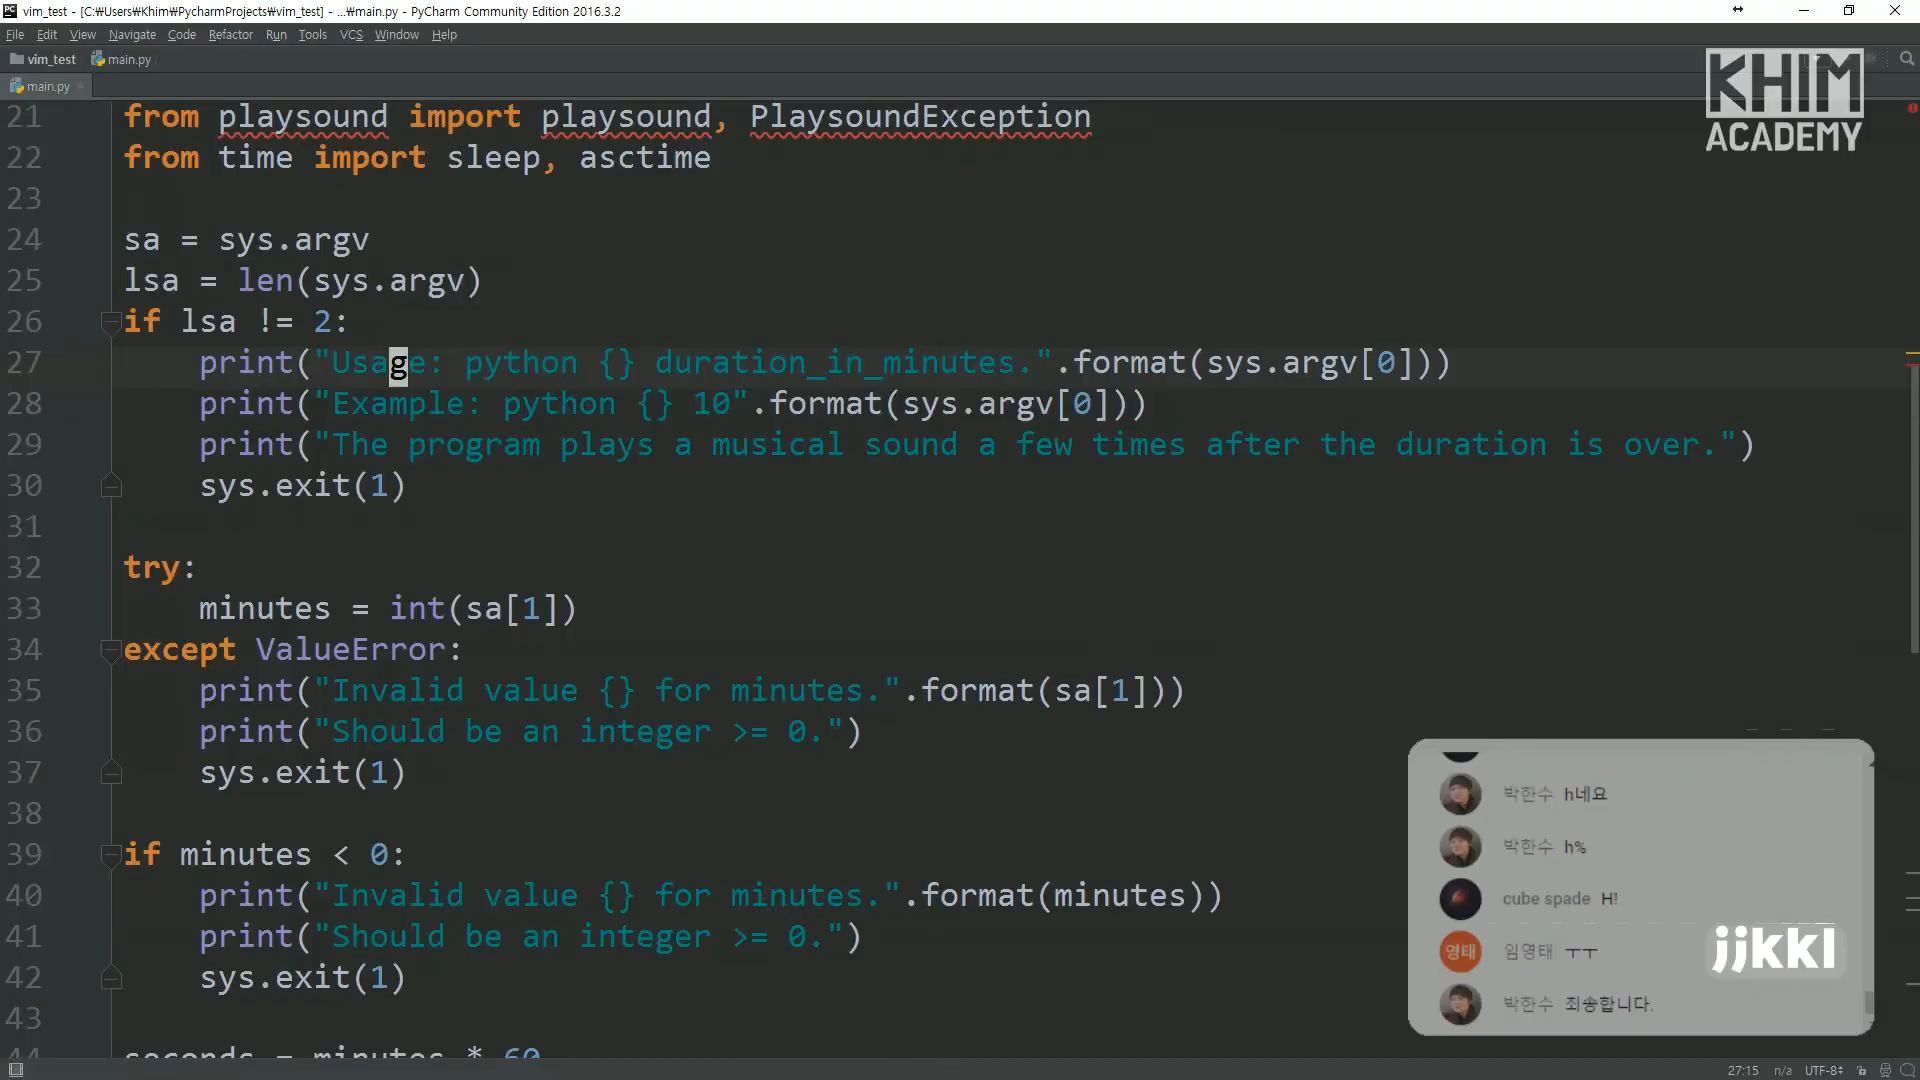 vim_test - [C:₩Users₩Khim₩PycharmProjects₩vim_test] - ...₩main.py - PyCharm Community Edition 2016.3.2
File Edit View Navigate Code Refactor Run Tools VCS Window Help
vim_test main.py
main.py
KHIM
ACADEMY
21 from playsound import playsound, PlaysoundException
22 from time import sleep, asctime
23
24 sa = sys.argv
25 lsa = len(sys.argv)
26 if lsa != 2:
27     print("Usage: python {} duration_in_minutes.".format(sys.argv[0]))
28     print("Example: python {} 10".format(sys.argv[0]))
29     print("The program plays a musical sound a few times after the duration is over.")
30     sys.exit(1)
31
32 try:
33     minutes = int(sa[1])
34 except ValueError:
35     print("Invalid value {} for minutes.".format(sa[1]))
36     print("Should be an integer >= 0.")
37     sys.exit(1)
38
39 if minutes < 0:
40     print("Invalid value {} for minutes.".format(minutes))
41     print("Should be an integer >= 0.")
42     sys.exit(1)
43
44 seconds = minutes * 60
박한수 h네요
박한수 h%
cube spade H!
영태 임영태 ㅜㅜ
박한수 죄송합니다.
jjkkl
27:15 n/a UTF-8